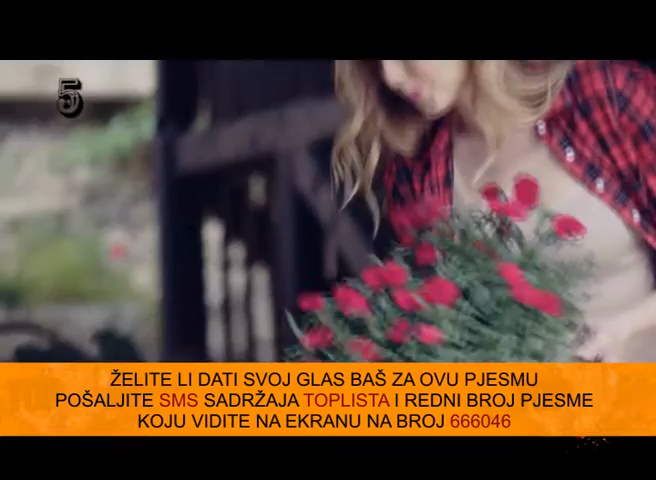 5
ŽELITE LI DATI SVOJ GLAS BAŠ ZA OVU PJESMU
POŠALJITE SMS SADRŽAJA TOPLISTA I REDNI BROJ PJESME
KOJU VIDITE NA EKRANU NA BROJ 666046